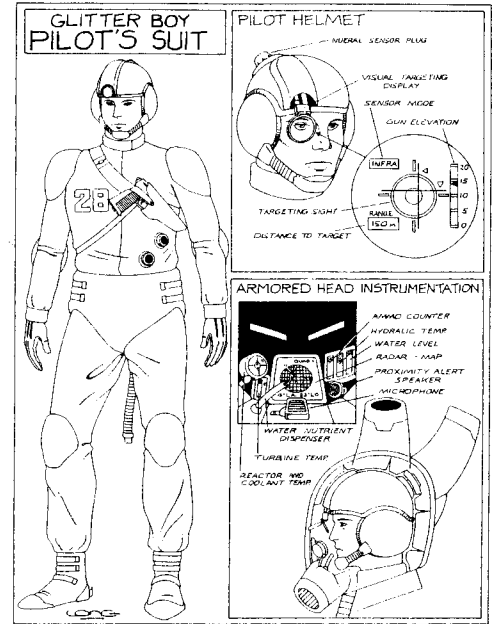 GLITTER BOY
PILOT'S SUIT
28
LONG
PILOT HELMET
NUERAL SENSOR PLUG
VISUAL TARGETING
DISPLAY
SENSOR MODE
GUN ELEVATION
INFRA
20
15
10
5
0
TARGETING SIGHT
RANGE
150 m
DISTANCE TO TARGET
ARMORED HEAD INSTRUMENTATION
AMMO COUNTER
HYDRALIC TEMP
WATER LEVEL
RADAR - MAP
PROXIMITY ALERT
SPEAKER
MICROPHONE
WATER NUTRIENT
DISPENSER
TURBINE TEMP
REACTOR AND
COOLANT TEMP